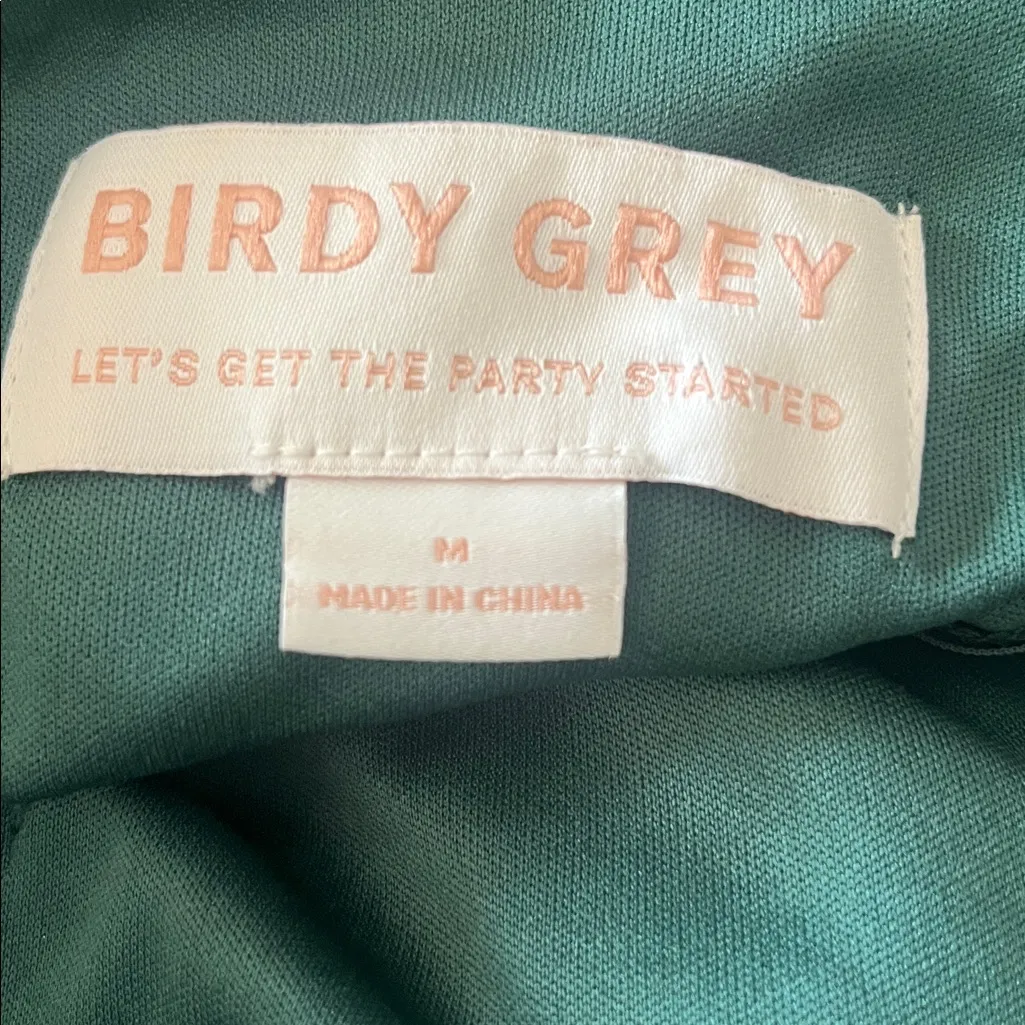 BIRDY GREY
LET'S GET THE PARTY STARTED
M
MADE IN CHINA